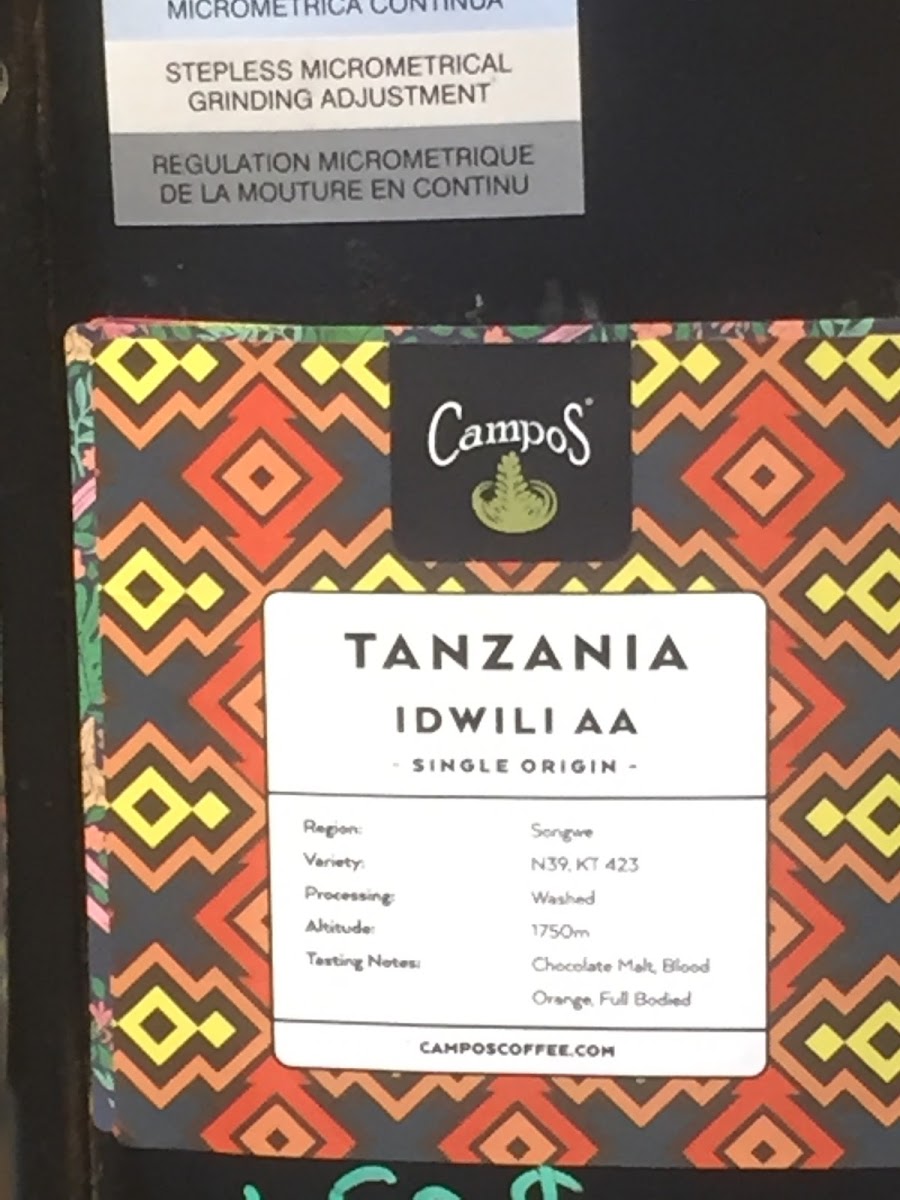 MICROMETRICA CONTINUA
STEPLESS MICROMETRICAL
GRINDING ADJUSTMENT
REGULATION MICROMETRIQUE
DE LA MOUTURE EN CONTINU
CampoS®
TANZANIA
IDWILI AA
- SINGLE ORIGIN -
Region: Songwe
Variety: N39, KT 423
Processing: Washed
Altitude: 1750m
Tasting Notes: Chocolate Malt, Blood
Orange, Full Bodied
CAMPOSCOFFEE.COM